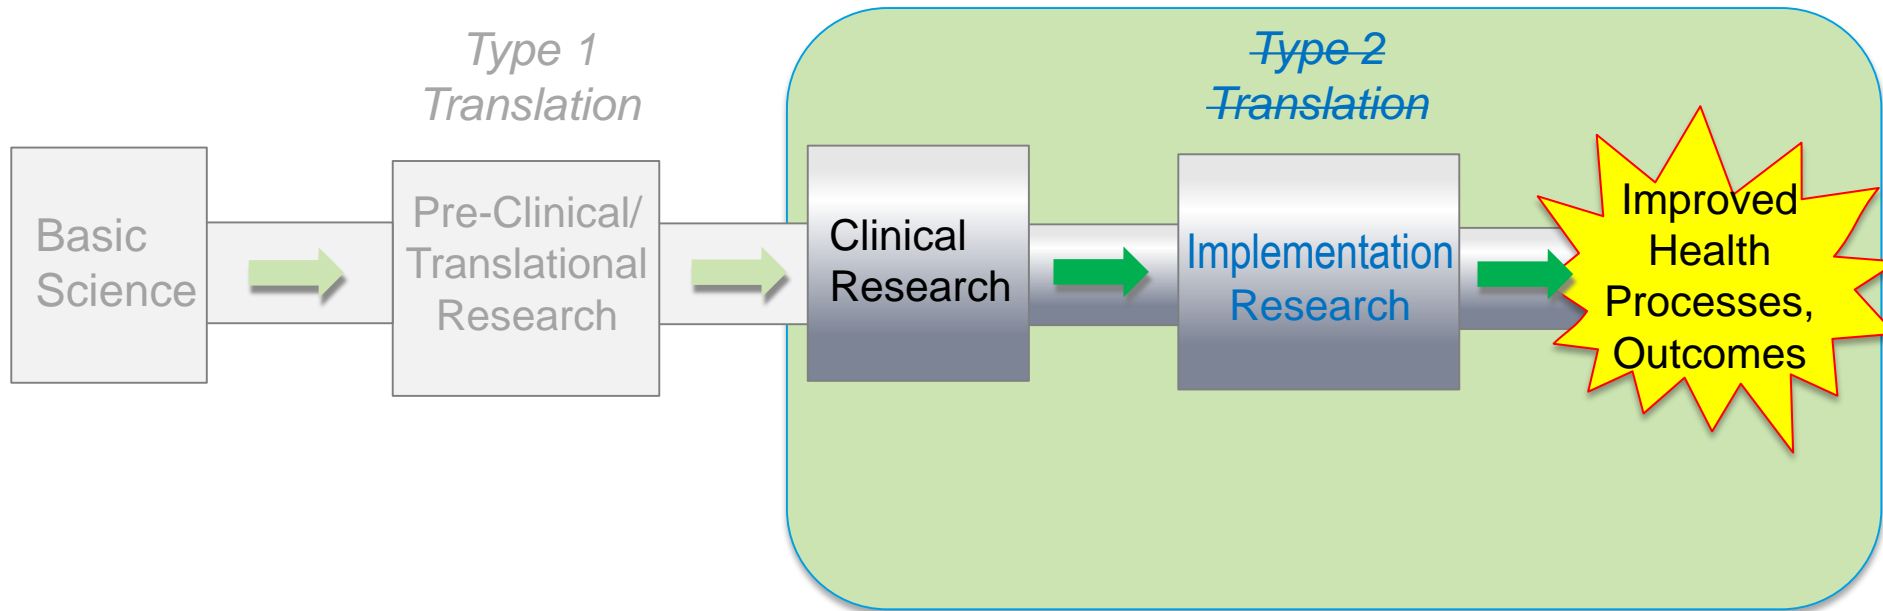 Type 1
Translation
Type 2
Translation
Basic
Science
Pre-Clinical/
Translational
Research
Clinical
Research
Implementation
Research
Improved
Health
Processes,
Outcomes